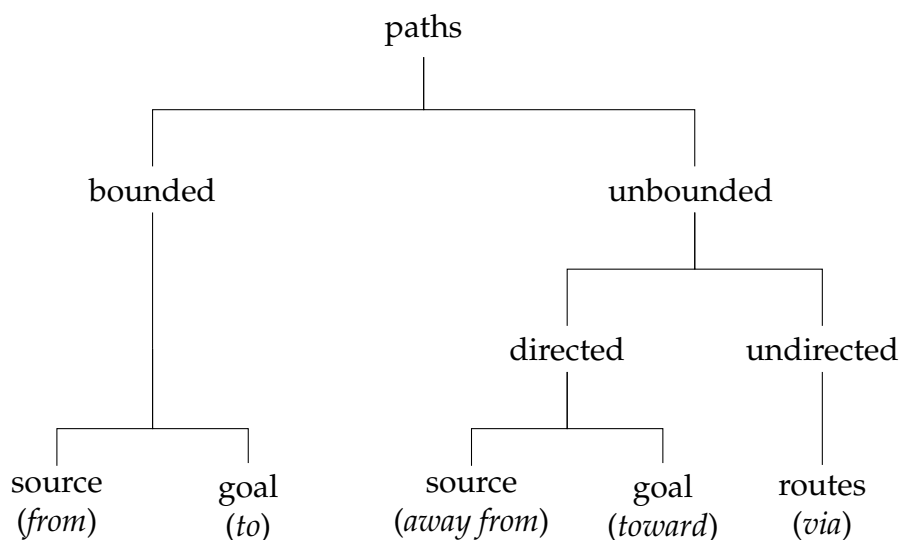 paths
bounded unbounded
directed undirected
source goal source goal routes
(from) (to) (away from) (toward) (via)